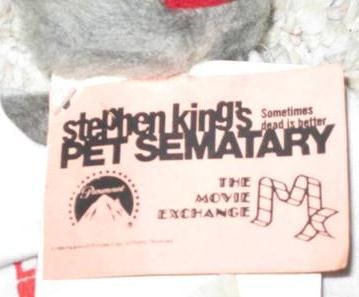 stephen king's
Sometimes
dead is better
PET SEMATARY
Paramount
THE
MOVIE
EXCHANGE